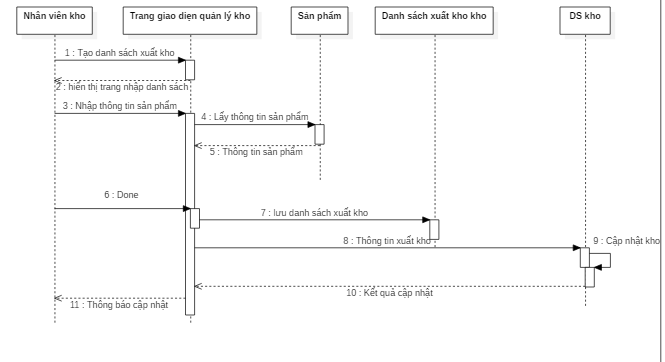 Nhân viên kho
Trang giao diện quản lý kho
Sản phẩm
Danh sách xuất kho kho
DS kho
1 : Tạo danh sách xuất kho
2 : hiển thị trang nhập danh sách
3 : Nhập thông tin sản phẩm
4 : Lấy thông tin sản phẩm
5 : Thông tin sản phẩm
6 : Done
7 : lưu danh sách xuất kho
8 : Thông tin xuất kho
9 : Cập nhật kho
10 : Kết quả cập nhật
11 : Thông báo cập nhật